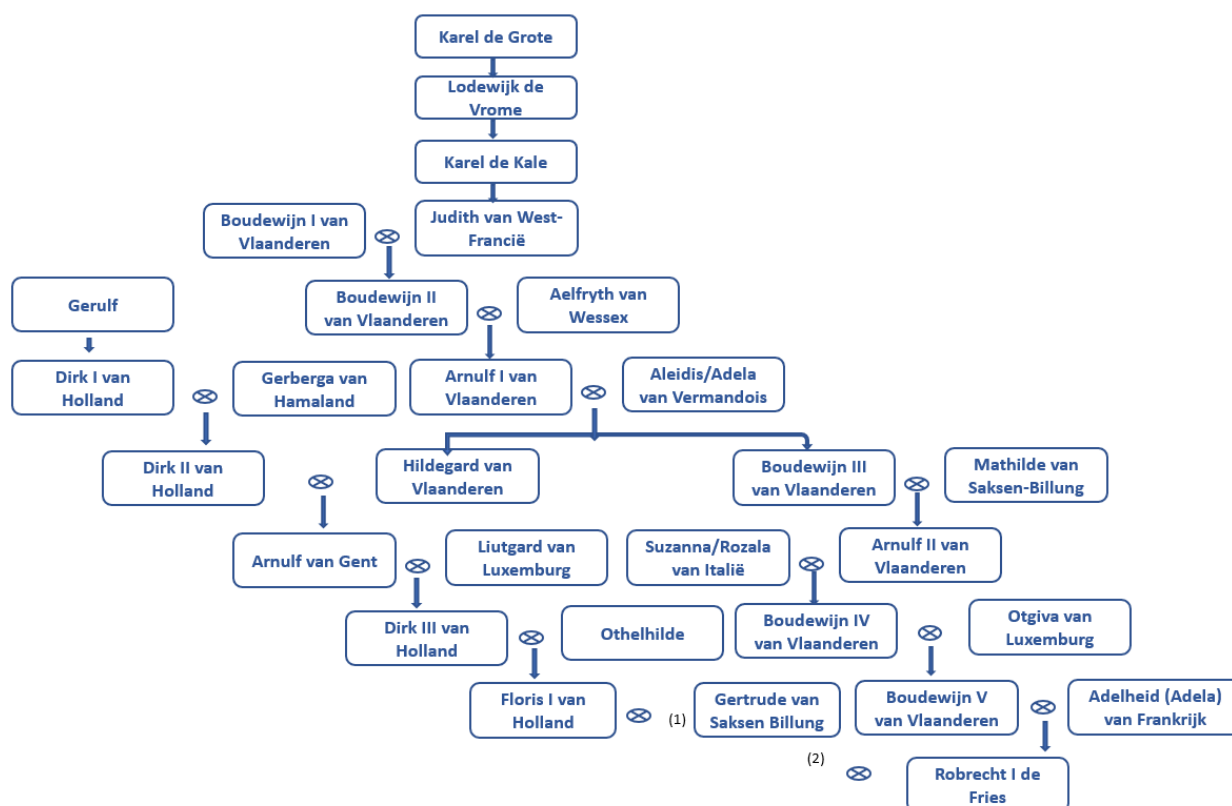 Karel de Grote
Lodewijk de
Vrome
Karel de Kale
Boudewijn I van
Vlaanderen
Judith van West-
Francië
Gerulf
Boudewijn II
van Vlaanderen
Aelfryth van
Wessex
Dirk I van
Holland
Gerberga van
Hamaland
Arnulf I van
Vlaanderen
Aleidis/Adela
van Vermandois
Dirk II van
Holland
Hildegard van
Vlaanderen
Boudewijn III
van Vlaanderen
Mathilde van
Saksen-Billung
Arnulf van Gent
Liutgard van
Luxemburg
Suzanna/Rozala
van Italië
Arnulf II van
Vlaanderen
Dirk III van
Holland
Othelhilde
Boudewijn IV
van Vlaanderen
Otgiva van
Luxemburg
Floris I van
Holland
(1)
Gertrude van
Saksen Billung
Boudewijn V
van Vlaanderen
Adelheid (Adela)
van Frankrijk
(2)
Robrecht I de
Fries